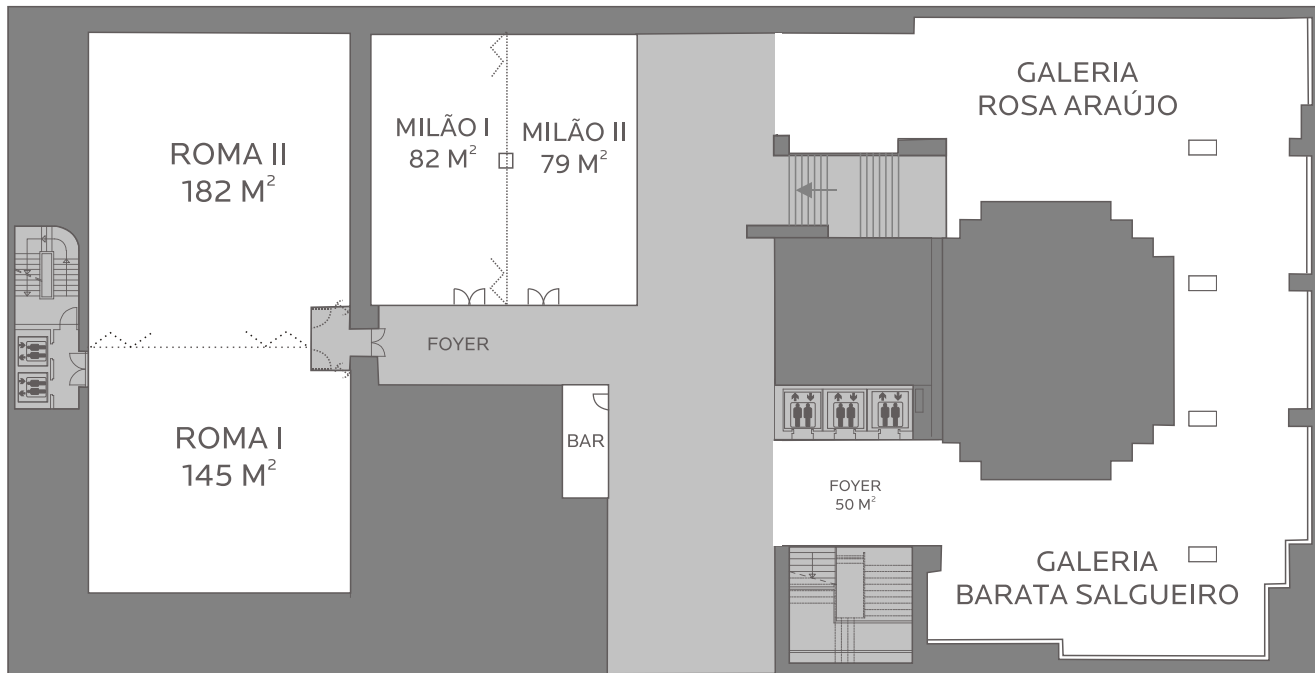 ROMA II
182 M²
MILÃO I
82 M²
MILÃO II
79 M²
GALERIA
ROSA ARAÚJO
FOYER
ROMA I
145 M²
BAR
FOYER
50 M²
GALERIA
BARATA SALGUEIRO